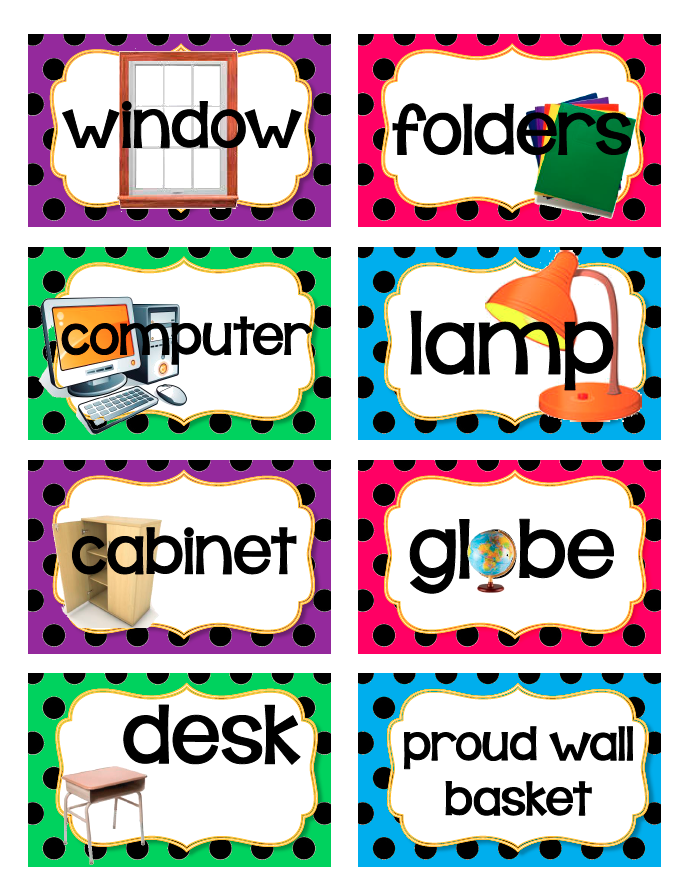 window
folders
computer
lamp
cabinet
globe
desk
proud wall
basket